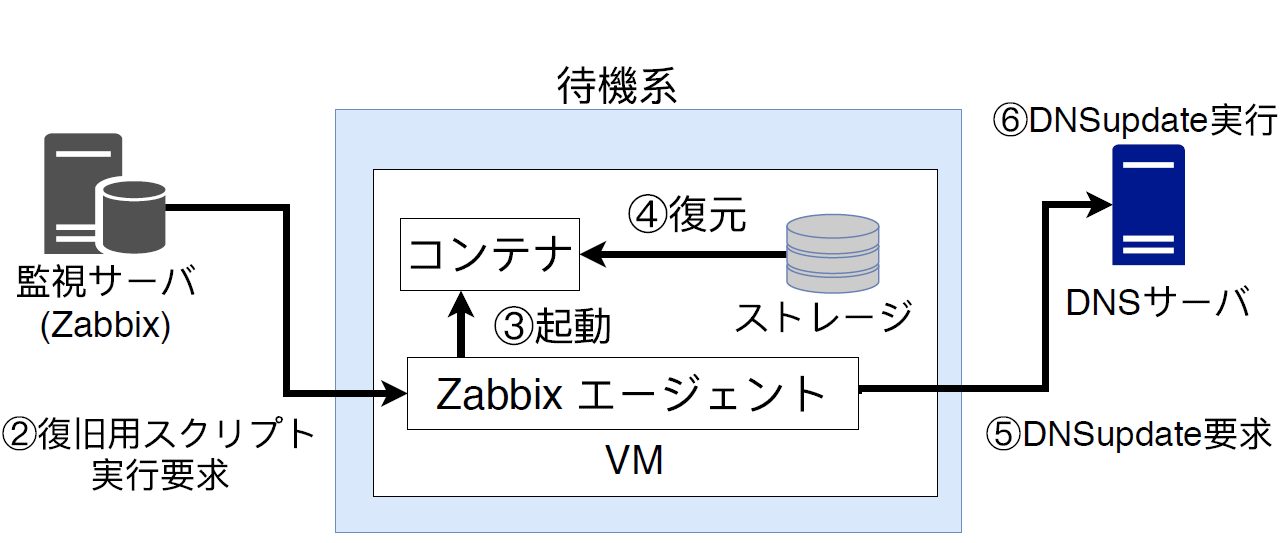 待機系
⑥DNSupdate実行
④復元
コンテナ
監視サーバ
(Zabbix)
ストレージ
DNSサーバ
③起動
Zabbix エージェント
②復旧用スクリプト
実行要求
⑤DNSupdate要求
VM